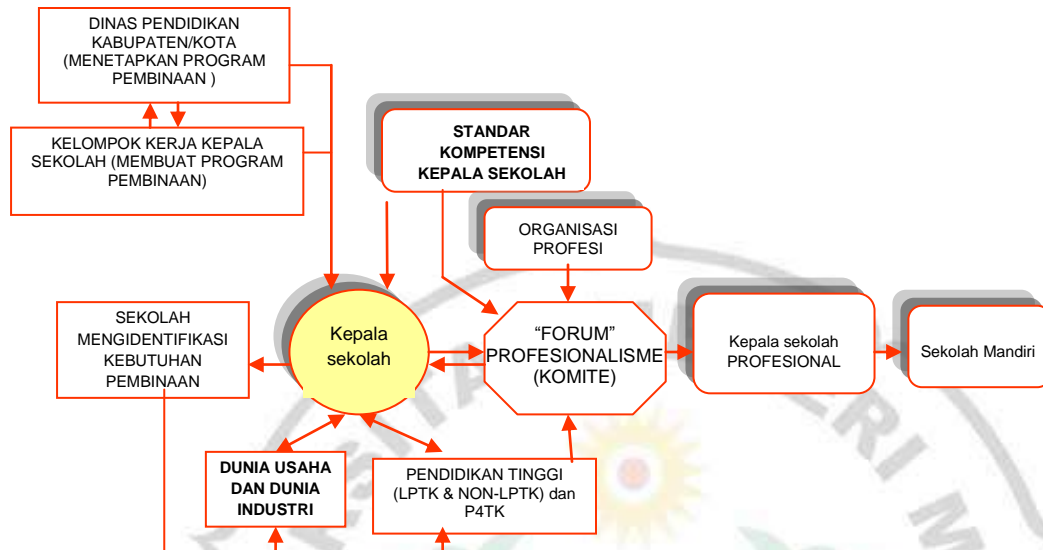 DINAS PENDIDIKAN
KABUPATEN/KOTA
(MENETAPKAN PROGRAM
PEMBINAAN )
KELOMPOK KERJA KEPALA
SEKOLAH (MEMBUAT PROGRAM
PEMBINAAN)
STANDAR
KOMPETENSI
KEPALA SEKOLAH
ORGANISASI
PROFESI
SEKOLAH
MENGIDENTIFIKASI
KEBUTUHAN
PEMBINAAN
Kepala
sekolah
“FORUM”
PROFESIONALISME
(KOMITE)
Kepala sekolah
PROFESIONAL
Sekolah Mandiri
DUNIA USAHA
DAN DUNIA
INDUSTRI
PENDIDIKAN TINGGI
(LPTK & NON-LPTK) dan
P4TK